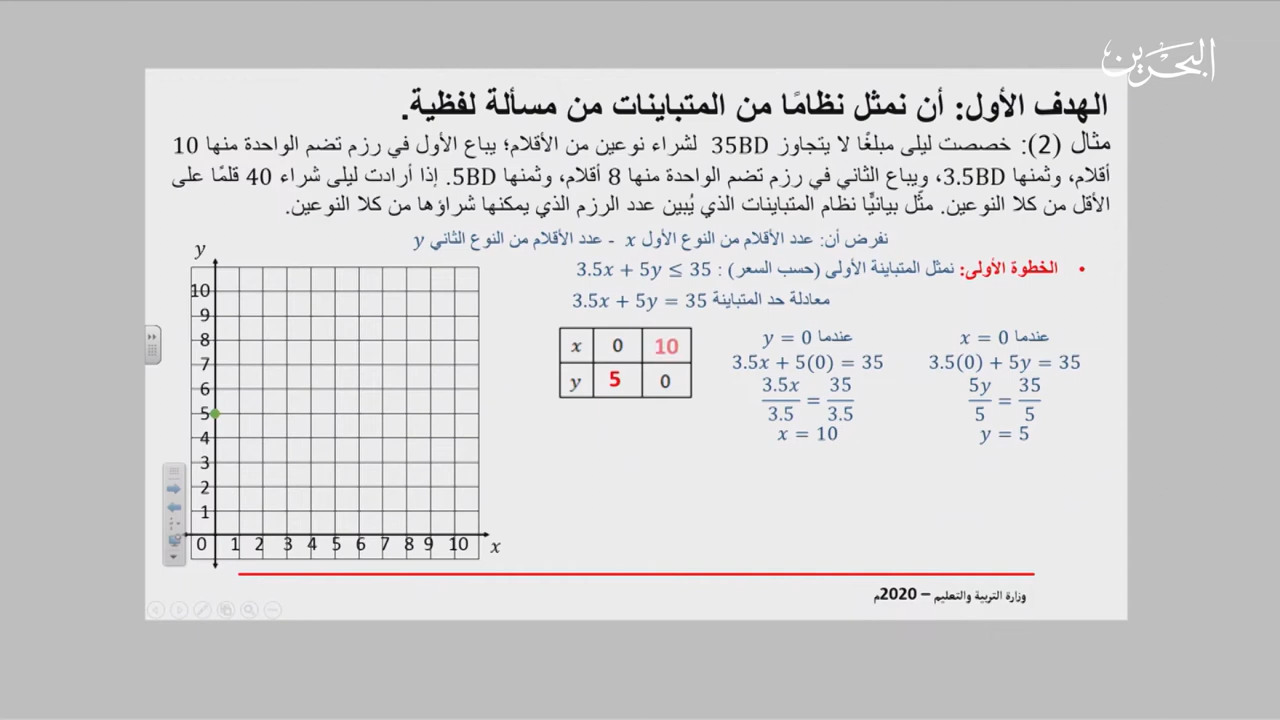 البحرين
الهدف الأول: أن نمثل نظامًا من المتباينات من مسألة لفظية.
مثال (2): خصصت ليلى مبلغًا لا يتجاوز 35BD لشراء نوعين من الأقلام؛ يباع الأول في رزم تضم الواحدة منها 10
أقلام، وثمنها 3.5BD، ويباع الثاني في رزم تضم الواحدة منها 8 أقلام، وثمنها 5BD. إذا أرادت ليلى شراء 40 قلمًا على
الأقل من كلا النوعين. مثّل بيانيًّا نظام المتباينات الذي يُبين عدد الرزم الذي يمكنها شراؤها من كلا النوعين.
نفرض أن: عدد الأقلام من النوع الأول x - عدد الأقلام من النوع الثاني y
• الخطوة الأولى: نمثل المتباينة الأولى (حسب السعر) : 3.5x + 5y ≤ 35
معادلة حد المتباينة 3.5x + 5y = 35
عندما x = 0
3.5(0) + 5y = 35
5y/5 = 35/5
y = 5
عندما y = 0
3.5x + 5(0) = 35
3.5x/3.5 = 35/3.5
x = 10
x 0 10
y 5 0
y
10
9
8
7
6
5
4
3
2
1
0 1 2 3 4 5 6 7 8 9 10 x
وزارة التربية والتعليم – 2020م